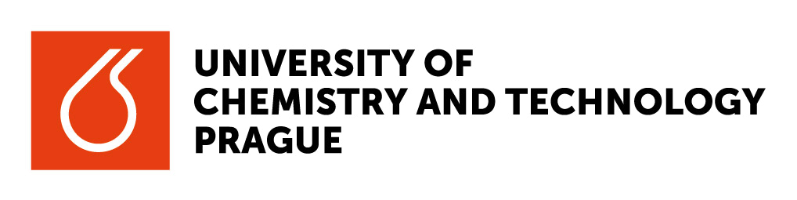 UNIVERSITY OF
CHEMISTRY AND TECHNOLOGY
PRAGUE